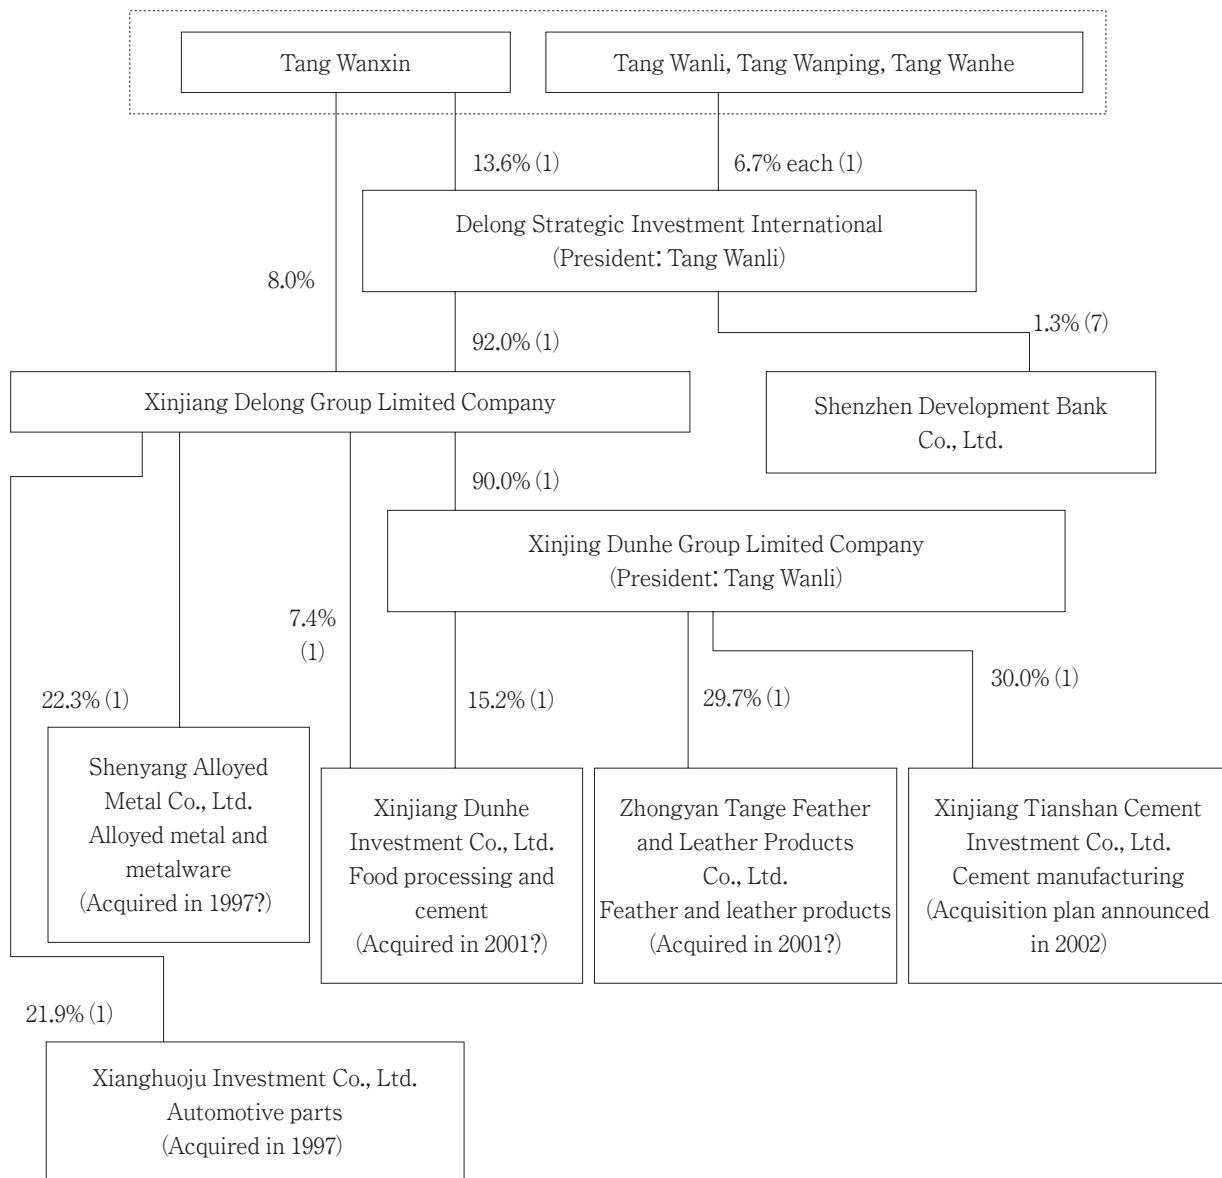 Tang Wanxin
Tang Wanli, Tang Wanping, Tang Wanhe
13.6% (1)
6.7% each (1)
Delong Strategic Investment International
(President: Tang Wanli)
8.0%
92.0% (1)
1.3% (7)
Xinjiang Delong Group Limited Company
Shenzhen Development Bank
Co., Ltd.
90.0% (1)
Xinjing Dunhe Group Limited Company
(President: Tang Wanli)
7.4%
(1)
22.3% (1)
15.2% (1)
29.7% (1)
30.0% (1)
Shenyang Alloyed
Metal Co., Ltd.
Alloyed metal and
metalware
(Acquired in 1997?)
Xinjiang Dunhe
Investment Co., Ltd.
Food processing and
cement
(Acquired in 2001?)
Zhongyan Tange Feather
and Leather Products
Co., Ltd.
Feather and leather products
(Acquired in 2001?)
Xinjiang Tianshan Cement
Investment Co., Ltd.
Cement manufacturing
(Acquisition plan announced
in 2002)
21.9% (1)
Xianghuoju Investment Co., Ltd.
Automotive parts
(Acquired in 1997)